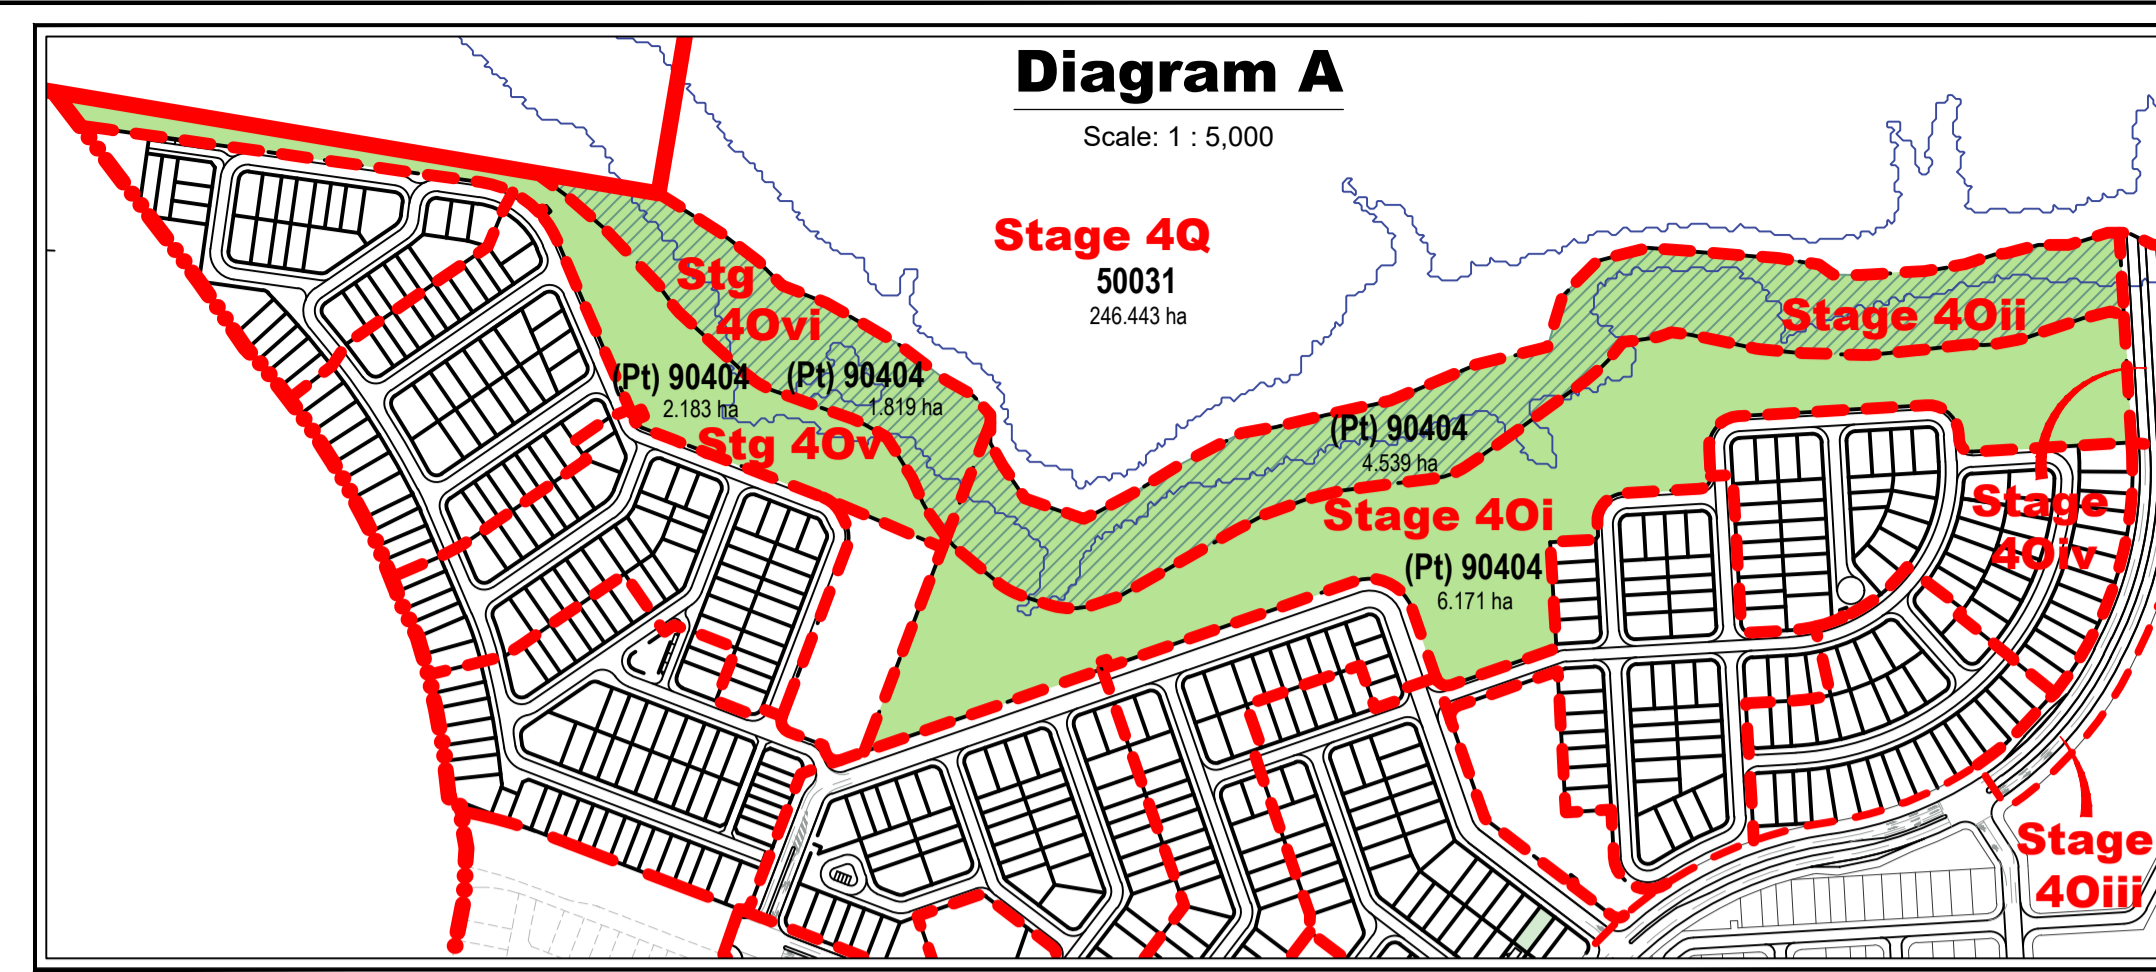 Diagram A
Scale: 1 : 5,000
Stage 4Q
50031
246.443 ha
Stg
4Ovi
Stage 4Oii
(Pt) 90404
2.183 ha
(Pt) 90404
1.819 ha
Stg 4Ov
(Pt) 90404
4.539 ha
Stage 4Oi
(Pt) 90404
6.171 ha
Stage
4Oiv
Stage
4Oiii